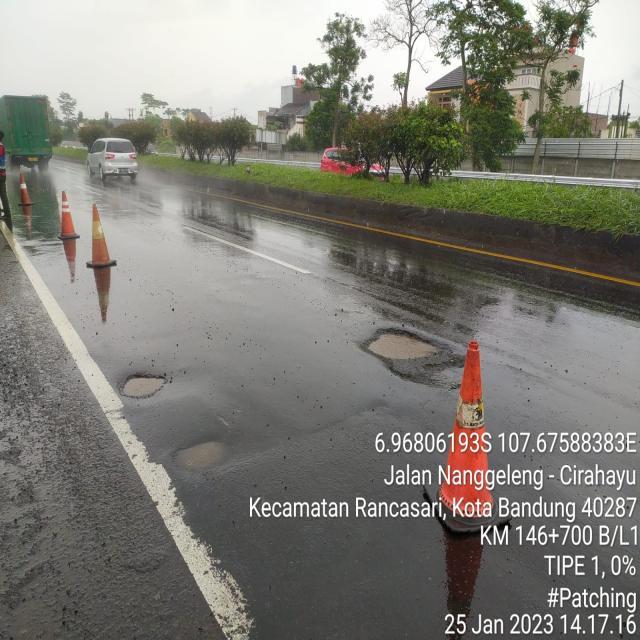 6.96806193S 107.67588383E
Jalan Nanggeleng - Cirahayu
Kecamatan Rancasari, Kota Bandung 40287
KM 146+700 B/L1
TIPE 1, 0%
#Patching
25 Jan 2023 14.17.16